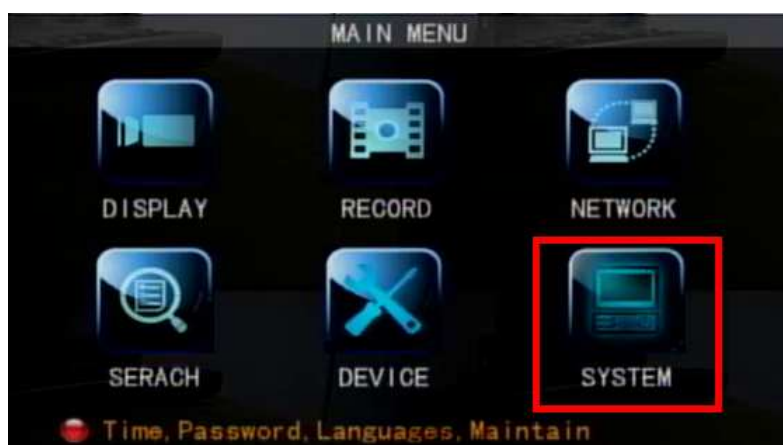 MAIN MENU
DISPLAY RECORD NETWORK
SERACH DEVICE SYSTEM
Time, Password, Languages, Maintain